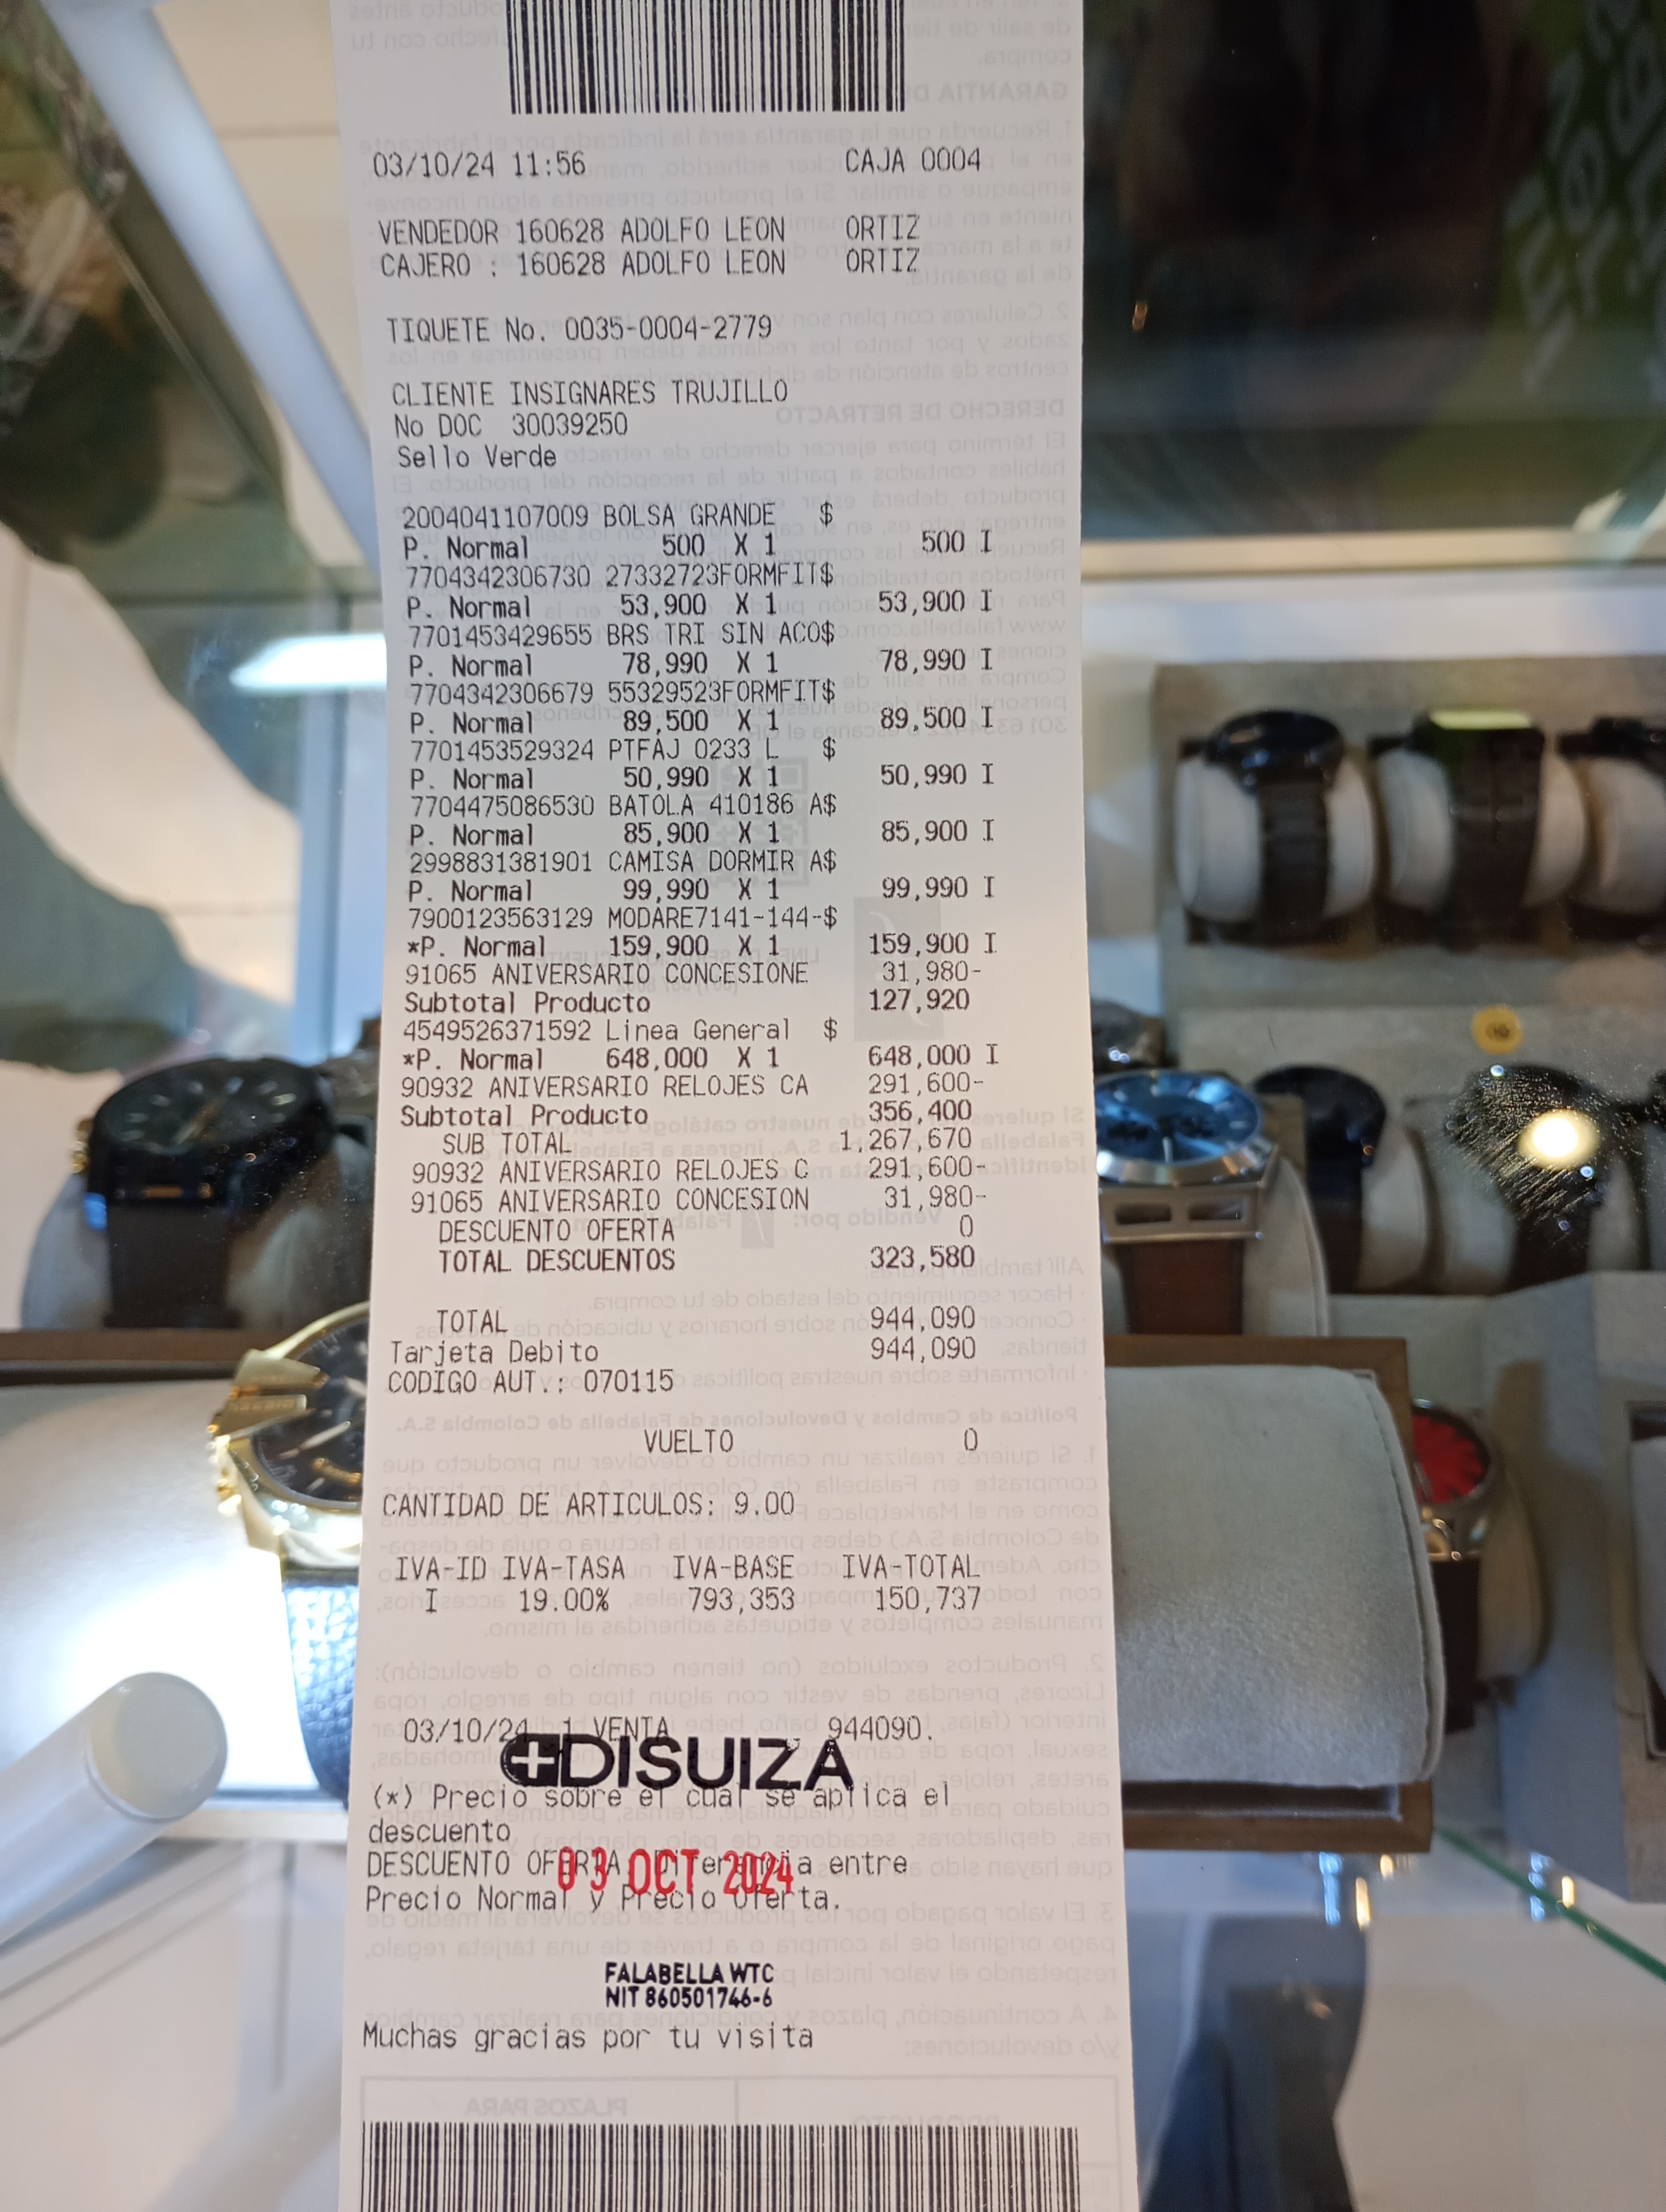 03/10/24 11:56 CAJA 0004
VENDEDOR 160628 ADOLFO LEON ORTIZ
CAJERO : 160628 ADOLFO LEON ORTIZ
TIQUETE No. 0035-0004-2779
CLIENTE INSIGNARES TRUJILLO
No DOC 30039250
Sello Verde
2004041107009 BOLSA GRANDE $
P. Normal 500 X 1 500 I
7704342306730 27332723FORMFIT$
P. Normal 53,900 X 1 53,900 I
7701453429655 BRS TRI SIN ACO$
P. Normal 78,990 X 1 78,990 I
7704342306679 55329523FORMFIT$
P. Normal 89,500 X 1 89,500 I
7701453529324 PTFAJ 0233 L $
P. Normal 50,990 X 1 50,990 I
7704475086530 BATOLA 410186 A$
P. Normal 85,900 X 1 85,900 I
2998831381901 CAMISA DORMIR A$
P. Normal 99,990 X 1 99,990 I
7900123563129 MODARE7141-144-$
*P. Normal 159,900 X 1 159,900 I
91065 ANIVERSARIO CONCESIONE 31,980-
Subtotal Producto 127,920
4549526371592 Linea General $
*P. Normal 648,000 X 1 648,000 I
90932 ANIVERSARIO RELOJES CA 291,600-
Subtotal Producto 356,400
SUB TOTAL 1,267,670
90932 ANIVERSARIO RELOJES C 291,600-
91065 ANIVERSARIO CONCESION 31,980-
DESCUENTO OFERTA 0
TOTAL DESCUENTOS 323,580
TOTAL 944,090
Tarjeta Debito 944,090
CODIGO AUT.: 070115
VUELTO 0
CANTIDAD DE ARTICULOS: 9.00
IVA-ID IVA-TASA IVA-BASE IVA-TOTAL
I 19.00% 793,353 150,737
03/10/24 1 VENTA 944090.
DISUIZA
(*) Precio sobre el cual se aplica el
descuento
DESCUENTO OFERTA: Diferencia entre
03 OCT 2024
Precio Normal y Precio Oferta.
FALABELLA WTC
NIT 860501746-6
Muchas gracias por tu visita